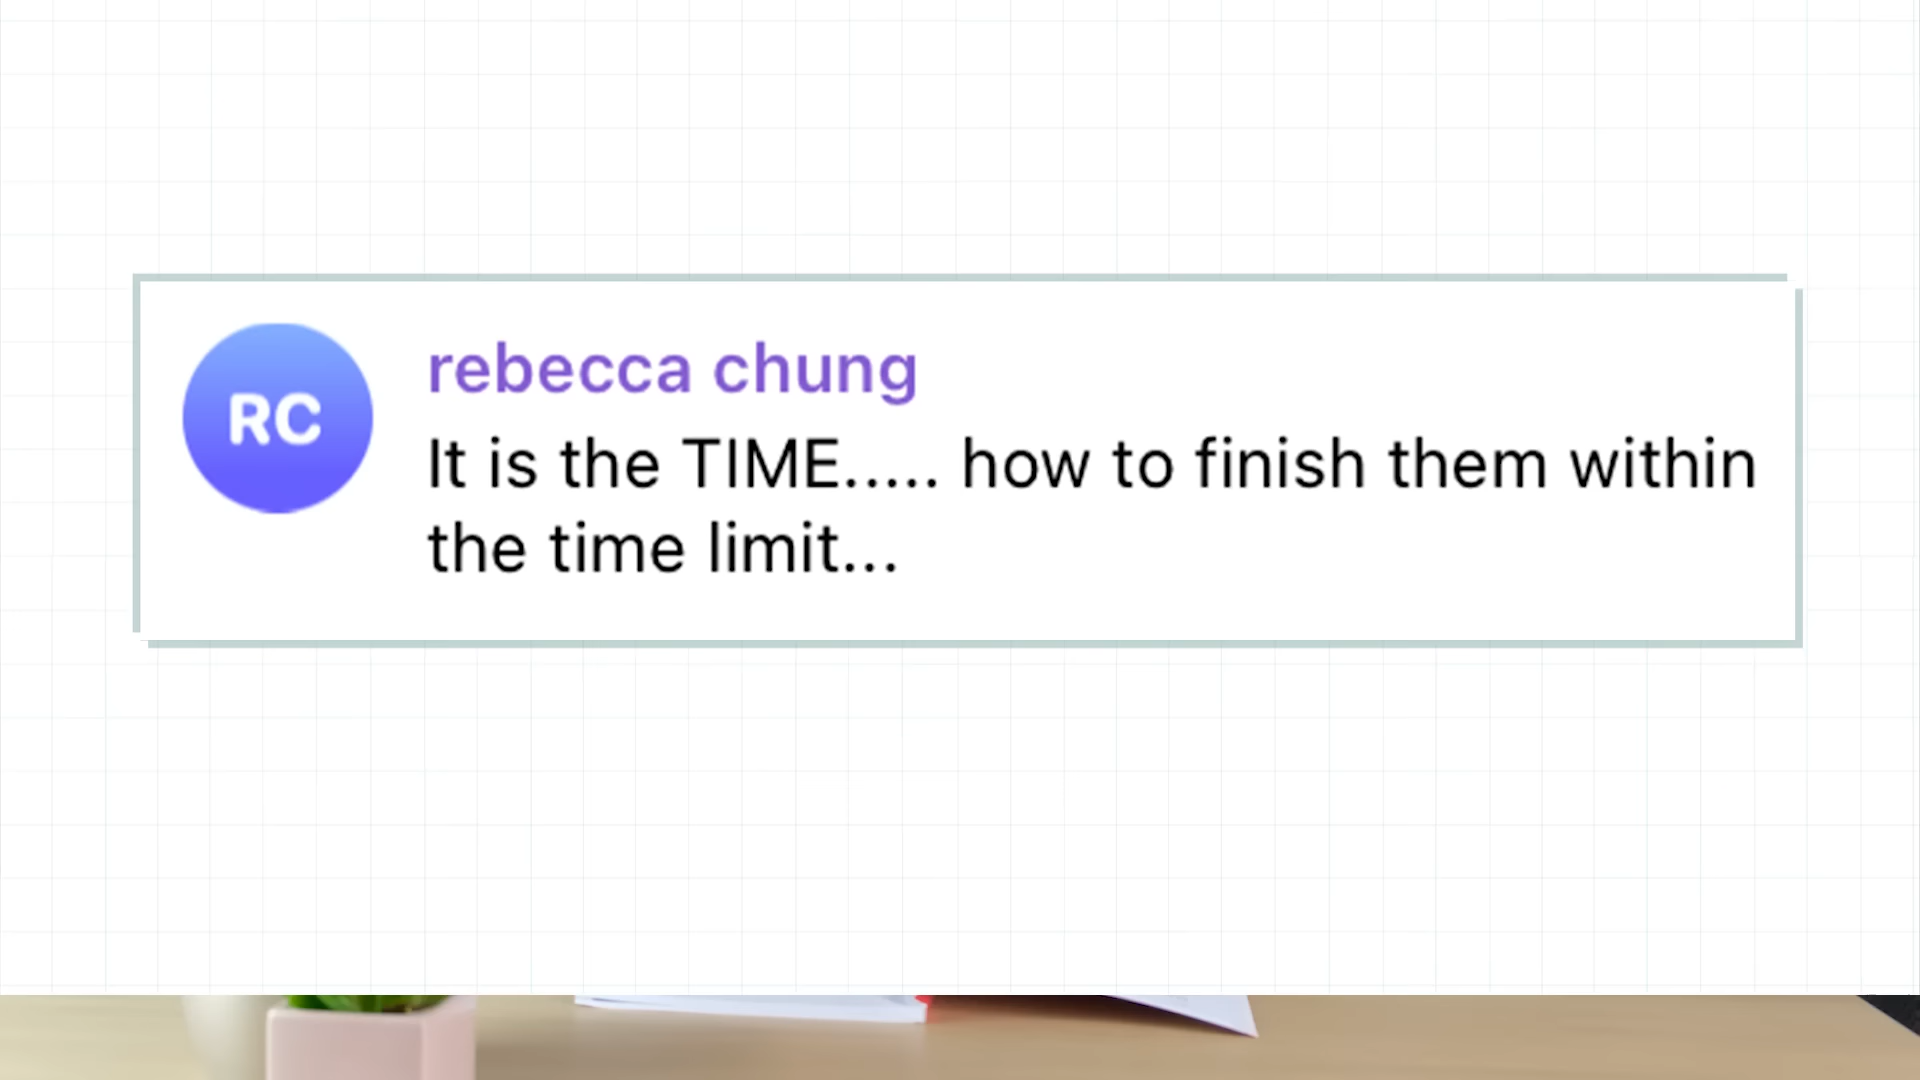 RC
rebecca chung
It is the TIME..... how to finish them within
the time limit...